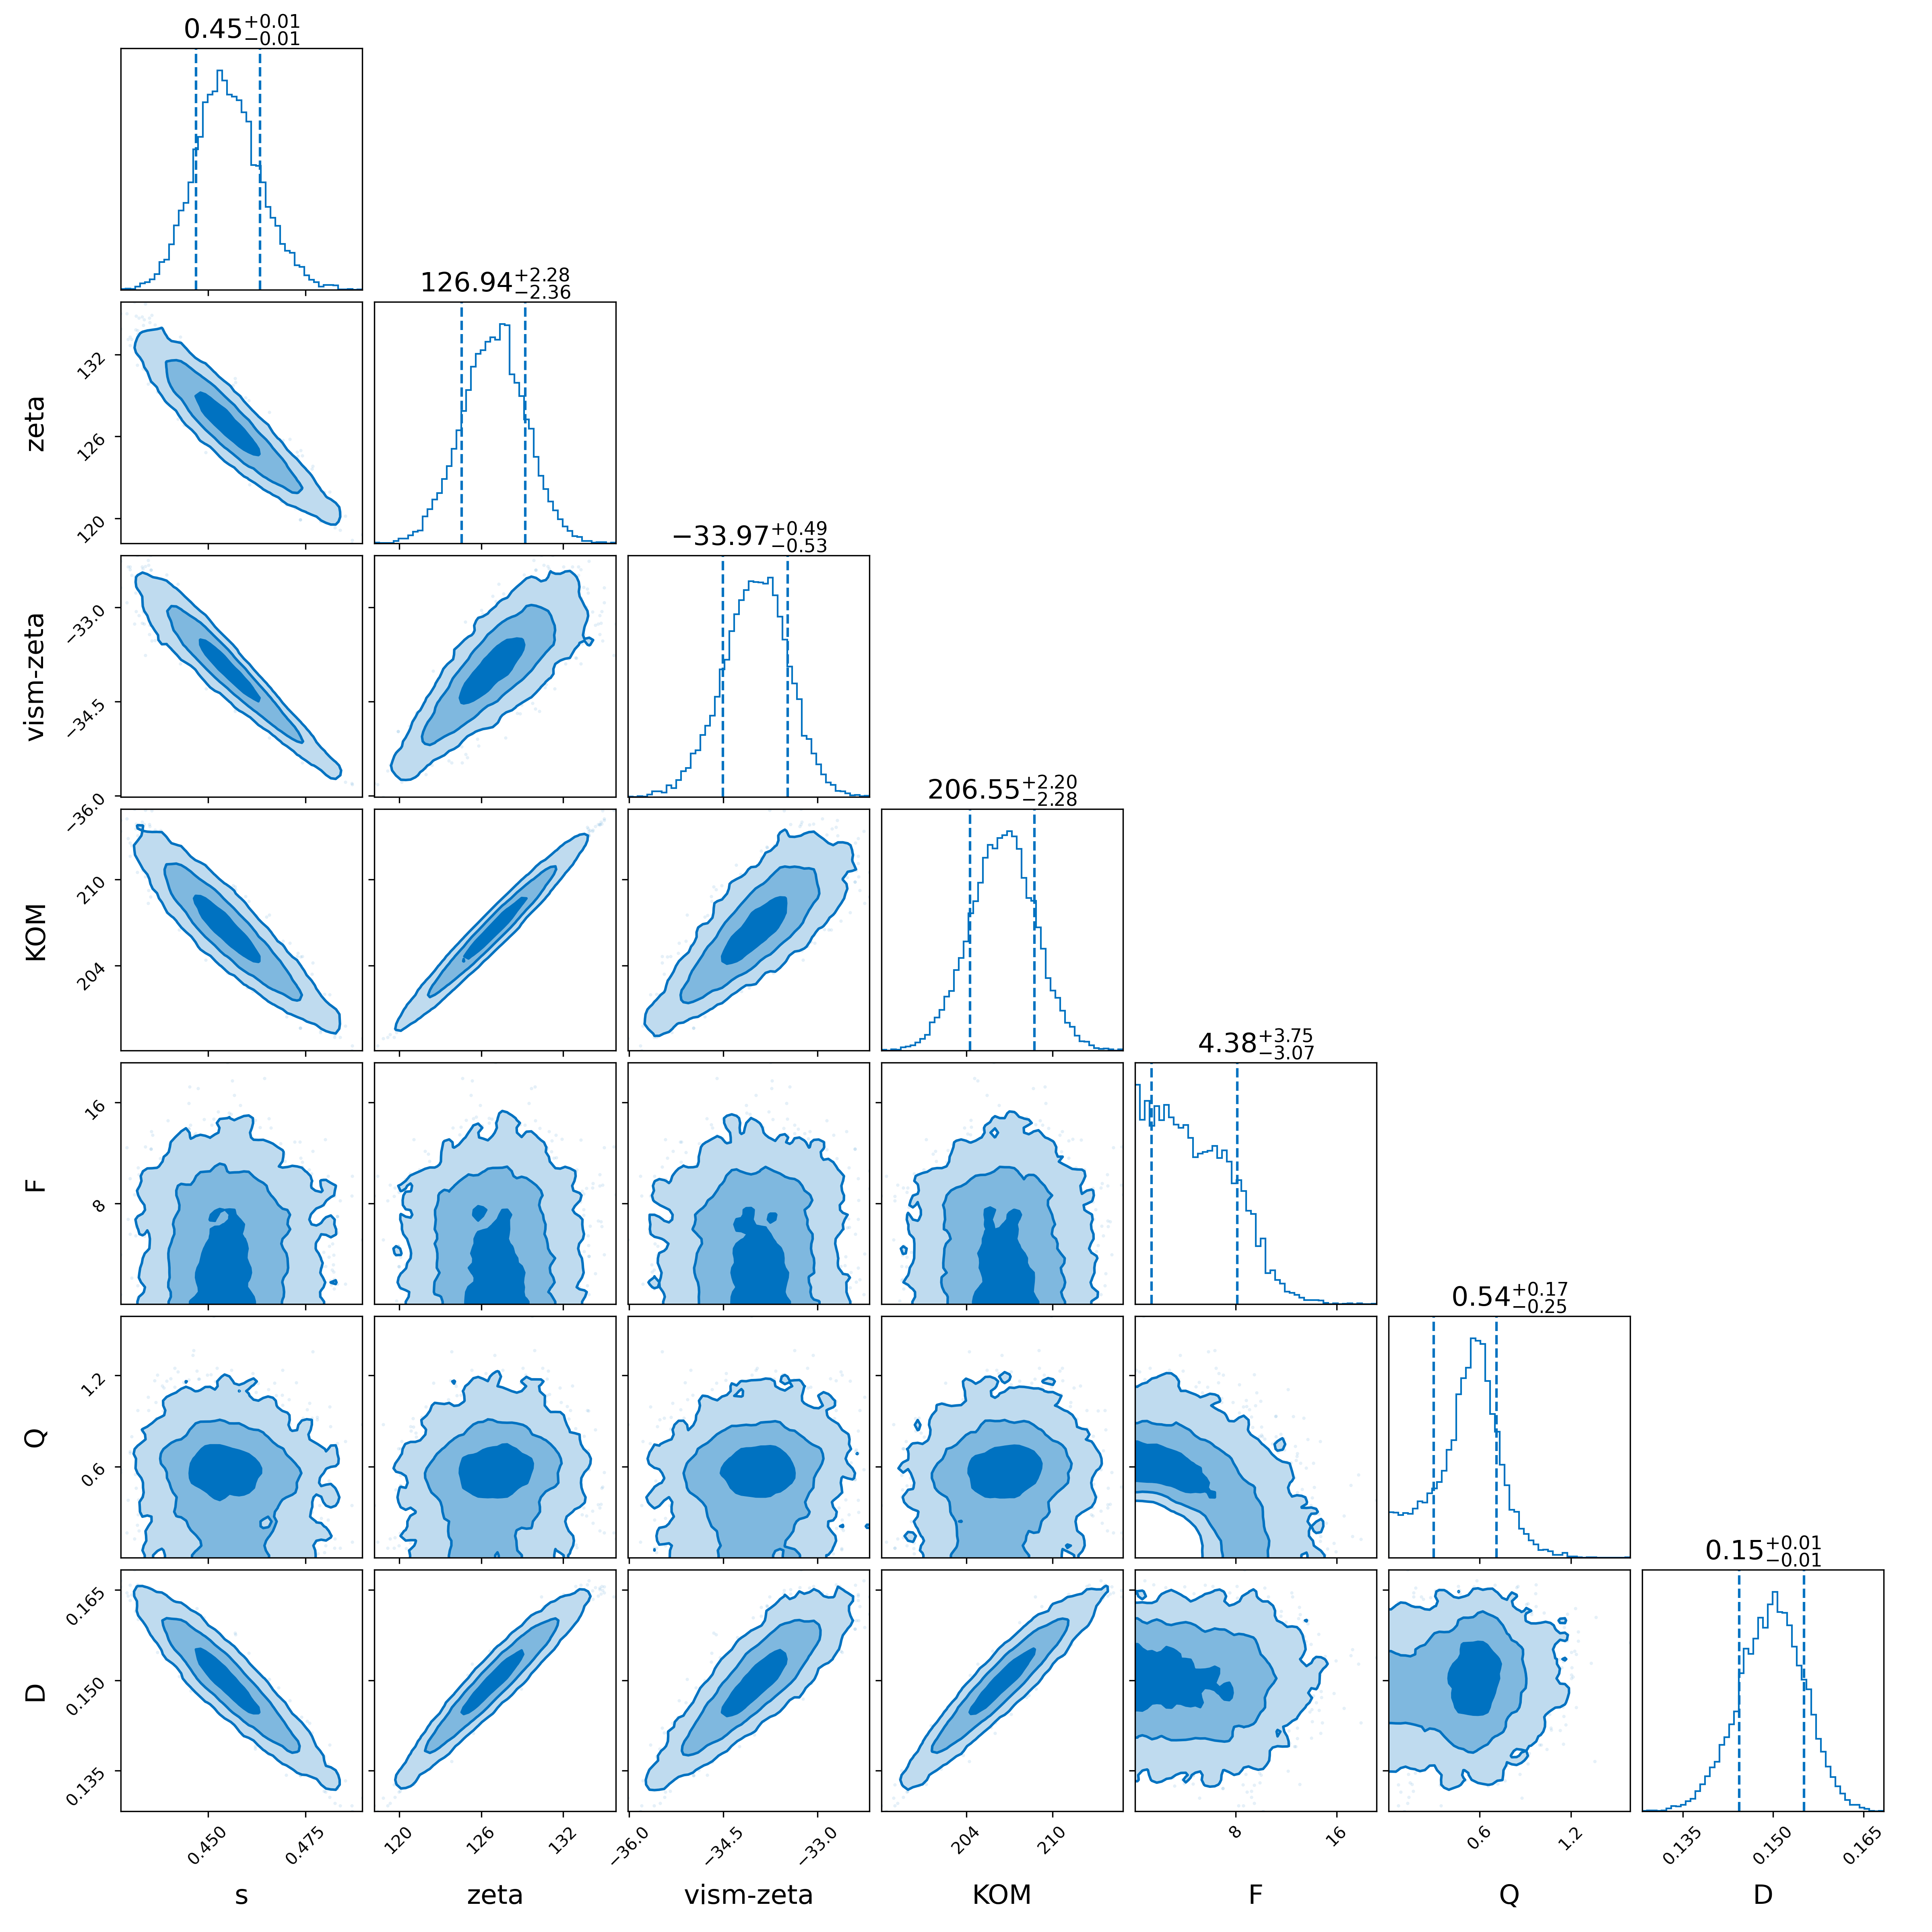 0.45+0.01−0.01
126.94+2.28−2.36
zeta
132
126
120
−33.97+0.49−0.53
vism-zeta
−33.0
−34.5
−36.0
206.55+2.20−2.28
KOM
210
204
4.38+3.75−3.07
F
16
8
0.54+0.17−0.25
Q
1.2
0.6
0.15+0.01−0.01
D
0.165
0.150
0.135
0.450 0.475 120 126 132 −36.0 −34.5 −33.0 204 210 8 16 0.6 1.2 0.135 0.150 0.165
s zeta vism-zeta KOM F Q D